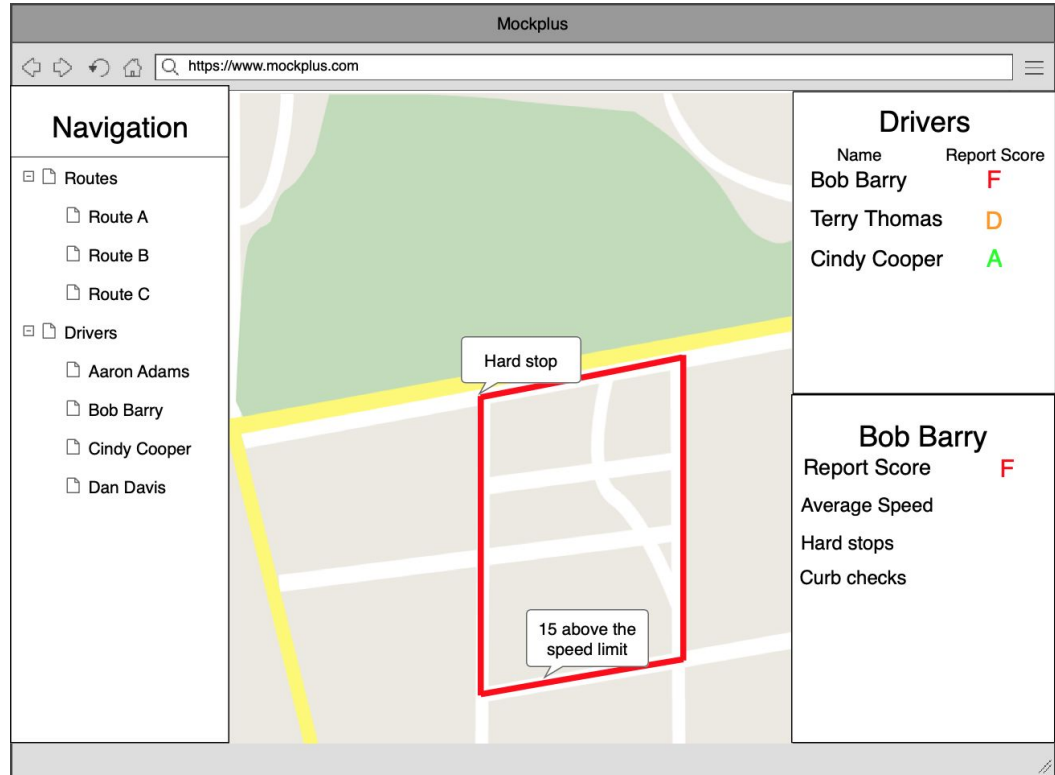 Mockplus
https://www.mockplus.com
Navigation
Routes
Route A
Route B
Route C
Drivers
Aaron Adams
Bob Barry
Cindy Cooper
Dan Davis
Hard stop
15 above the
speed limit
Drivers
Name Report Score
Bob Barry F
Terry Thomas D
Cindy Cooper A
Bob Barry
Report Score F
Average Speed
Hard stops
Curb checks